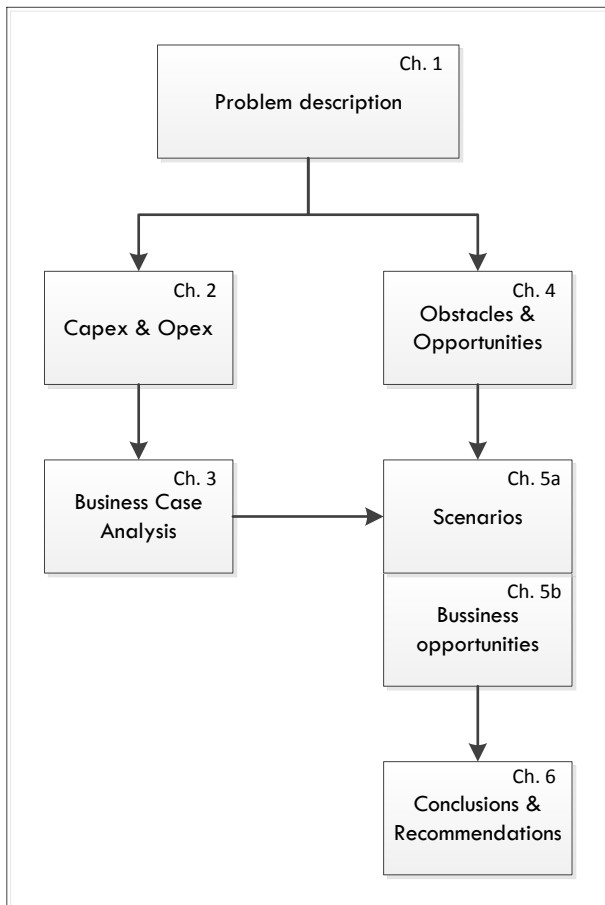 Ch. 1
Problem description
Ch. 2
Capex & Opex
Ch. 4
Obstacles &
Opportunities
Ch. 3
Business Case
Analysis
Ch. 5a
Scenarios
Ch. 5b
Bussiness
opportunities
Ch. 6
Conclusions &
Recommendations